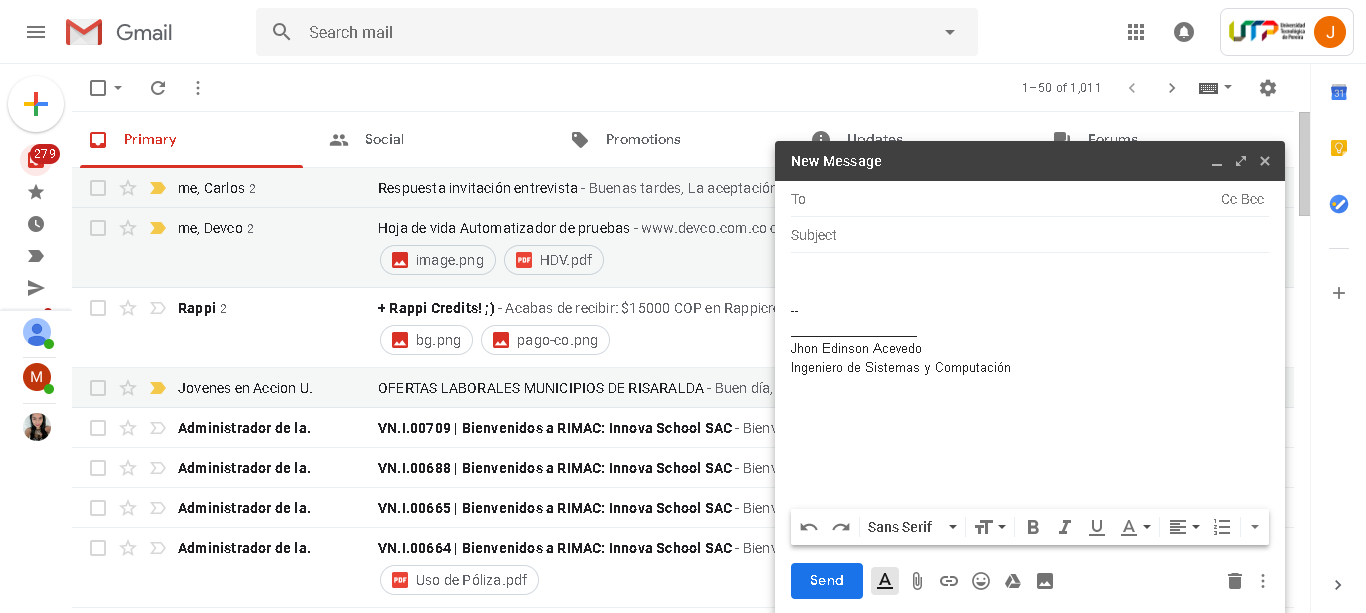 Gmail
Search mail
UTP Universidad Tecnológica de Pereira
J
1–50 of 1,011
31
279
Primary
Social
Promotions
Updates
Forums
me, Carlos 2 Respuesta invitación entrevista - Buenas tardes, La aceptación
me, Devco 2 Hoja de vida Automatizador de pruebas - www.devco.com.co
image.png
PDF HDV.pdf
Rappi 2 + Rappi Credits! ;) - Acabas de recibir: $15000 COP en Rappicre
bg.png
pago-co.png
M
Jovenes en Accion U. OFERTAS LABORALES MUNICIPIOS DE RISARALDA - Buen día,
Administrador de la. VN.I.00709 | Bienvenidos a RIMAC: Innova School SAC - Bienv
Administrador de la. VN.I.00688 | Bienvenidos a RIMAC: Innova School SAC - Bienv
Administrador de la. VN.I.00665 | Bienvenidos a RIMAC: Innova School SAC - Bienv
Administrador de la. VN.I.00664 | Bienvenidos a RIMAC: Innova School SAC - Bienv
PDF Uso de Póliza.pdf
New Message
To
Cc Bcc
Subject
--
Jhon Edinson Acevedo
Ingeniero de Sistemas y Computación
Sans Serif
B I U A
Send
A